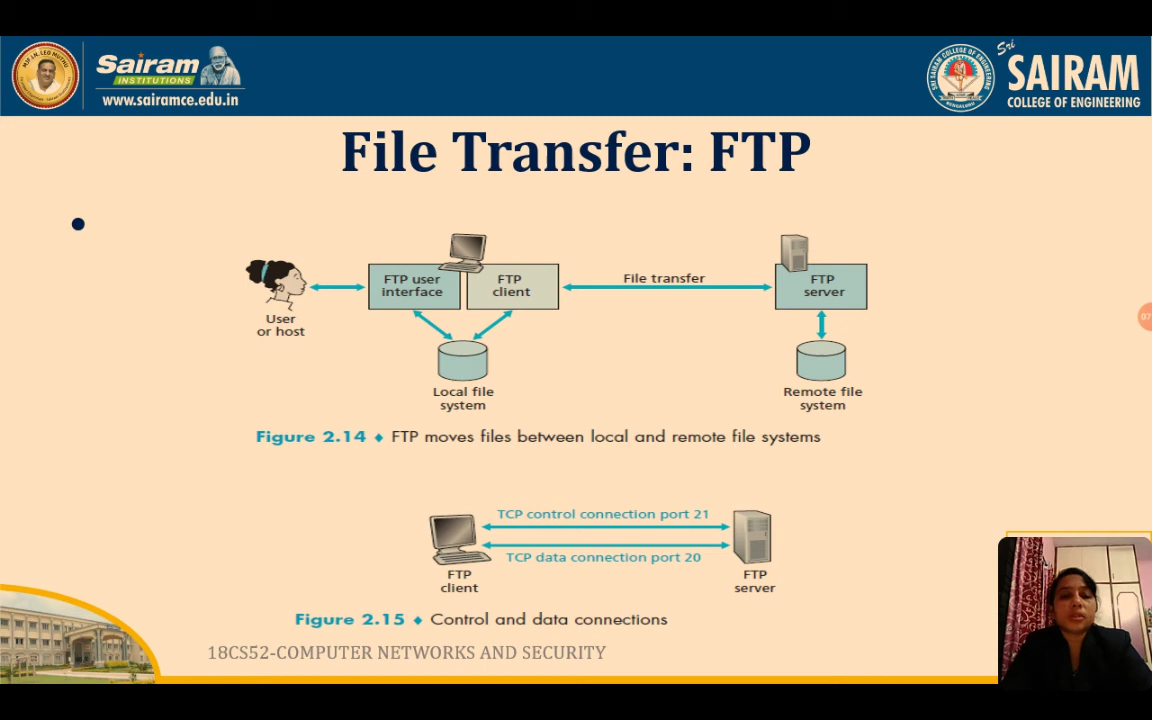 Sairam
INSTITUTIONS
www.sairamce.edu.in
Sri
SAIRAM
COLLEGE OF ENGINEERING
File Transfer: FTP
FTP user
interface
FTP
client
File transfer
FTP
server
User
or host
Local file
system
Remote file
system
Figure 2.14 ◆ FTP moves files between local and remote file systems
07
TCP control connection port 21
TCP data connection port 20
FTP
client
FTP
server
Figure 2.15 ◆ Control and data connections
18CS52-COMPUTER NETWORKS AND SECURITY